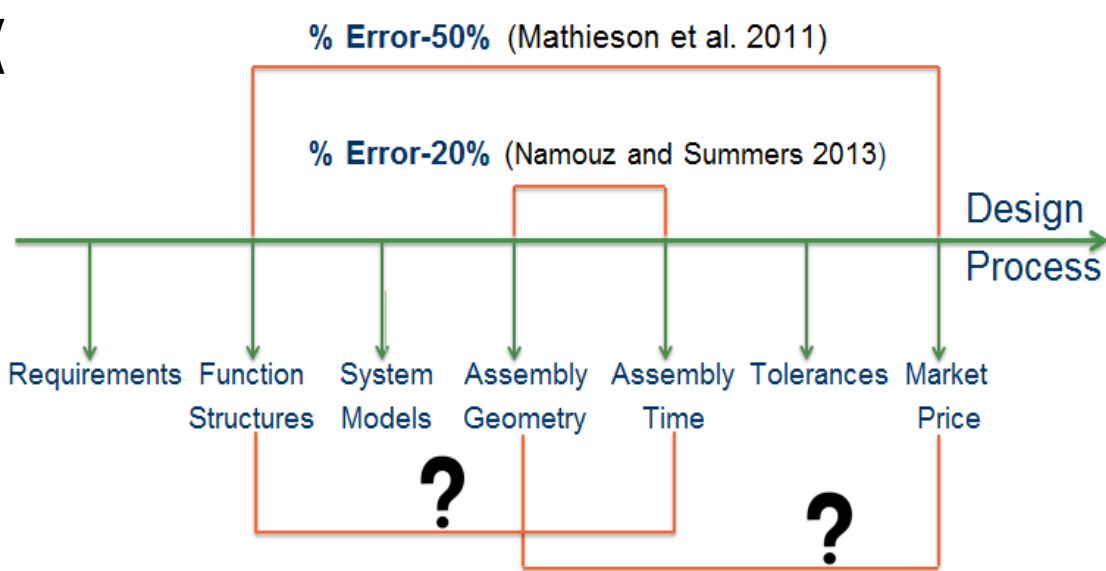 % Error-50% (Mathieson et al. 2011)
% Error-20% (Namouz and Summers 2013)
Design
Process
Requirements Function System Assembly Assembly Tolerances Market
Structures Models Geometry Time Price
? ?